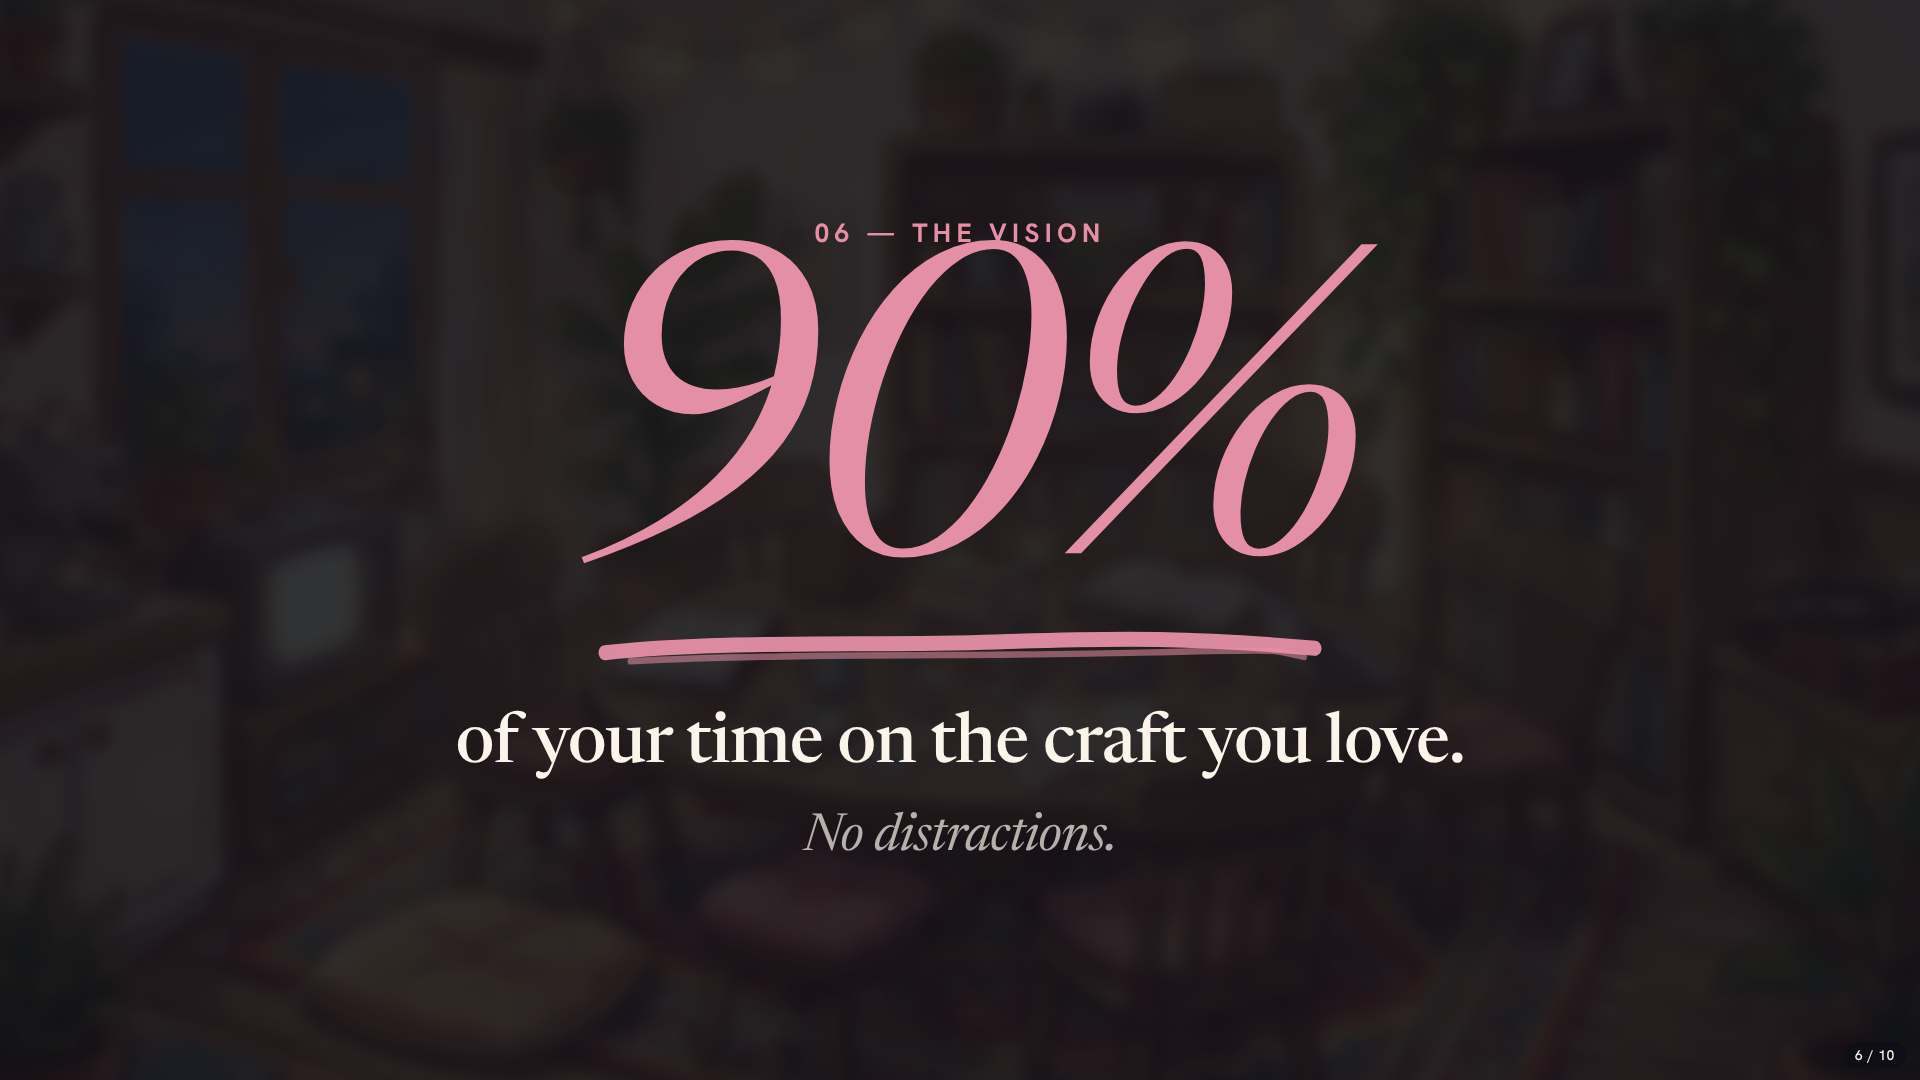 06 — THE VISION
90%
of your time on the craft you love.
No distractions.
6 / 10